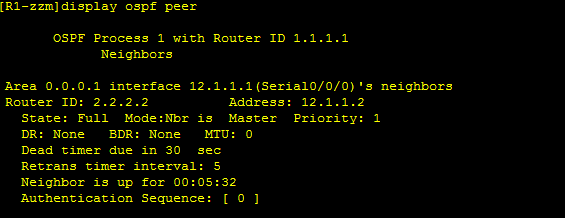 [R1-zzm]display ospf peer
OSPF Process 1 with Router ID 1.1.1.1
Neighbors
Area 0.0.0.1 interface 12.1.1.1(Serial0/0/0)'s neighbors
Router ID: 2.2.2.2 Address: 12.1.1.2
State: Full Mode:Nbr is Master Priority: 1
DR: None BDR: None MTU: 0
Dead timer due in 30 sec
Retrans timer interval: 5
Neighbor is up for 00:05:32
Authentication Sequence: [ 0 ]